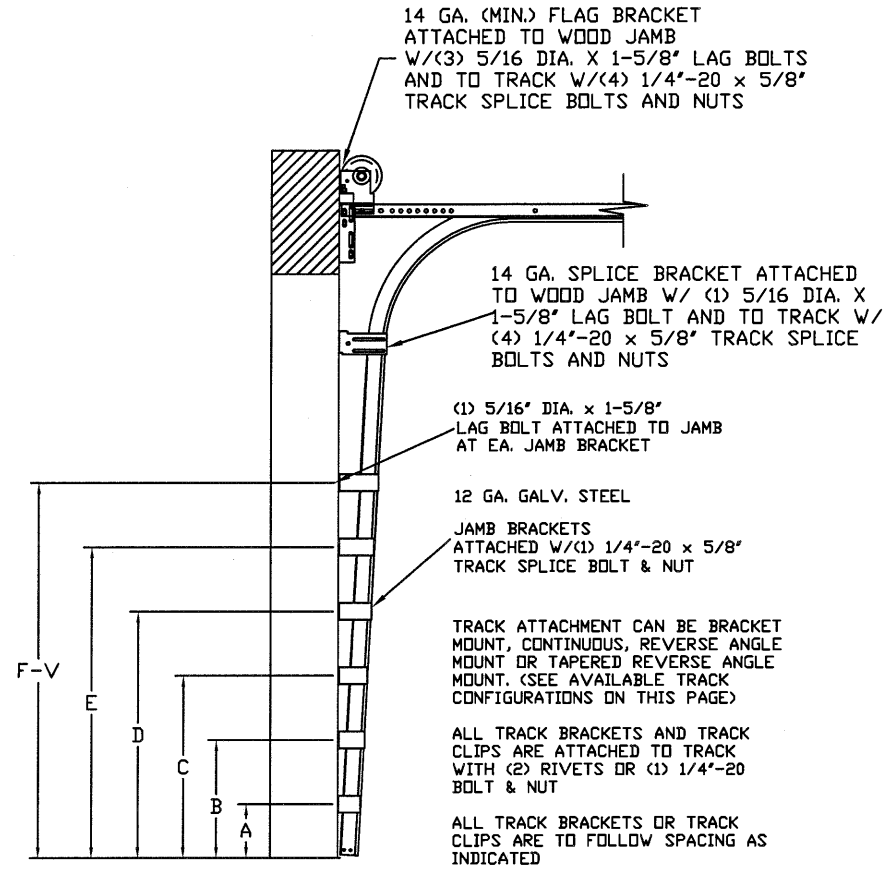 14 GA. (MIN.) FLAG BRACKET
ATTACHED TO WOOD JAMB
W/(3) 5/16 DIA. X 1-5/8" LAG BOLTS
AND TO TRACK W/(4) 1/4"-20 x 5/8"
TRACK SPLICE BOLTS AND NUTS
14 GA. SPLICE BRACKET ATTACHED
TO WOOD JAMB W/ (1) 5/16 DIA. X
1-5/8" LAG BOLT AND TO TRACK W/
(4) 1/4"-20 x 5/8" TRACK SPLICE
BOLTS AND NUTS
(1) 5/16" DIA. x 1-5/8"
LAG BOLT ATTACHED TO JAMB
AT EA. JAMB BRACKET
12 GA. GALV. STEEL
JAMB BRACKETS
ATTACHED W/(1) 1/4"-20 x 5/8"
TRACK SPLICE BOLT & NUT
TRACK ATTACHMENT CAN BE BRACKET
MOUNT, CONTINUOUS, REVERSE ANGLE
MOUNT OR TAPERED REVERSE ANGLE
MOUNT. (SEE AVAILABLE TRACK
CONFIGURATIONS ON THIS PAGE)
ALL TRACK BRACKETS AND TRACK
CLIPS ARE ATTACHED TO TRACK
WITH (2) RIVETS OR (1) 1/4"-20
BOLT & NUT
ALL TRACK BRACKETS OR TRACK
CLIPS ARE TO FOLLOW SPACING AS
INDICATED
F-V
E
D
C
B
A